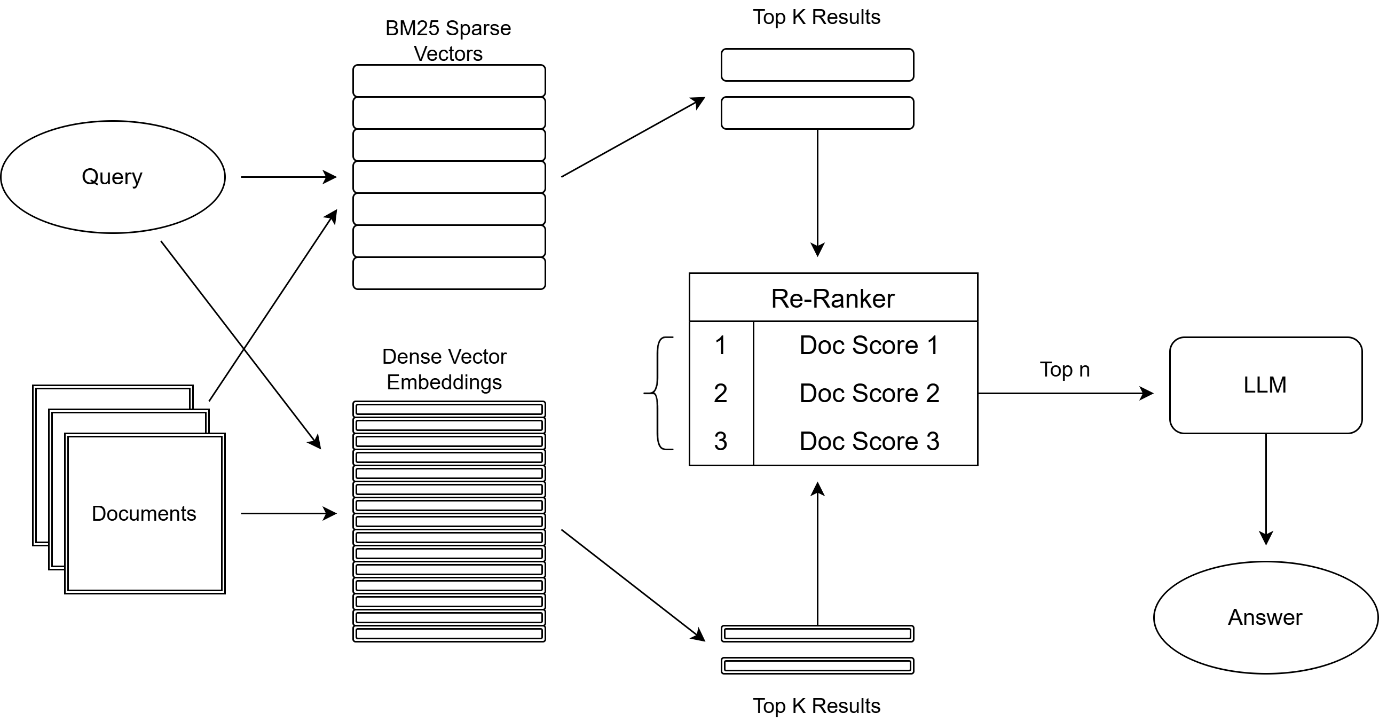 BM25 Sparse
Vectors
Top K Results
Query
Dense Vector
Embeddings
Documents
Re-Ranker
1 Doc Score 1
2 Doc Score 2
3 Doc Score 3
Top n
LLM
Answer
Top K Results